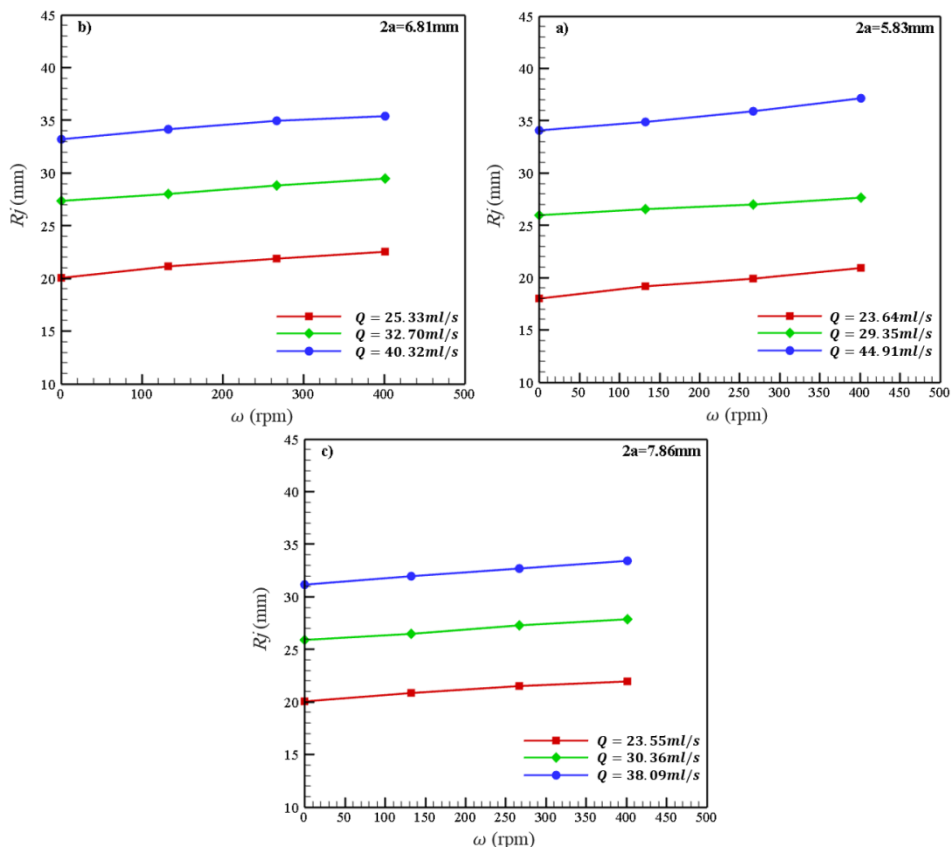 b)
2a=6.81mm
45
40
35
30
25
20
15
10
Rj (mm)
0
100
200
300
400
500
ω (rpm)
Q = 25.33ml/s
Q = 32.70ml/s
Q = 40.32ml/s
a)
2a=5.83mm
45
40
35
30
25
20
15
10
Rj (mm)
0
50
100
150
200
250
300
350
400
450
500
ω (rpm)
Q = 23.64ml/s
Q = 29.35ml/s
Q = 44.91ml/s
c)
2a=7.86mm
45
40
35
30
25
20
15
10
Rj (mm)
0
50
100
150
200
250
300
350
400
450
500
ω (rpm)
Q = 23.55ml/s
Q = 30.36ml/s
Q = 38.09ml/s